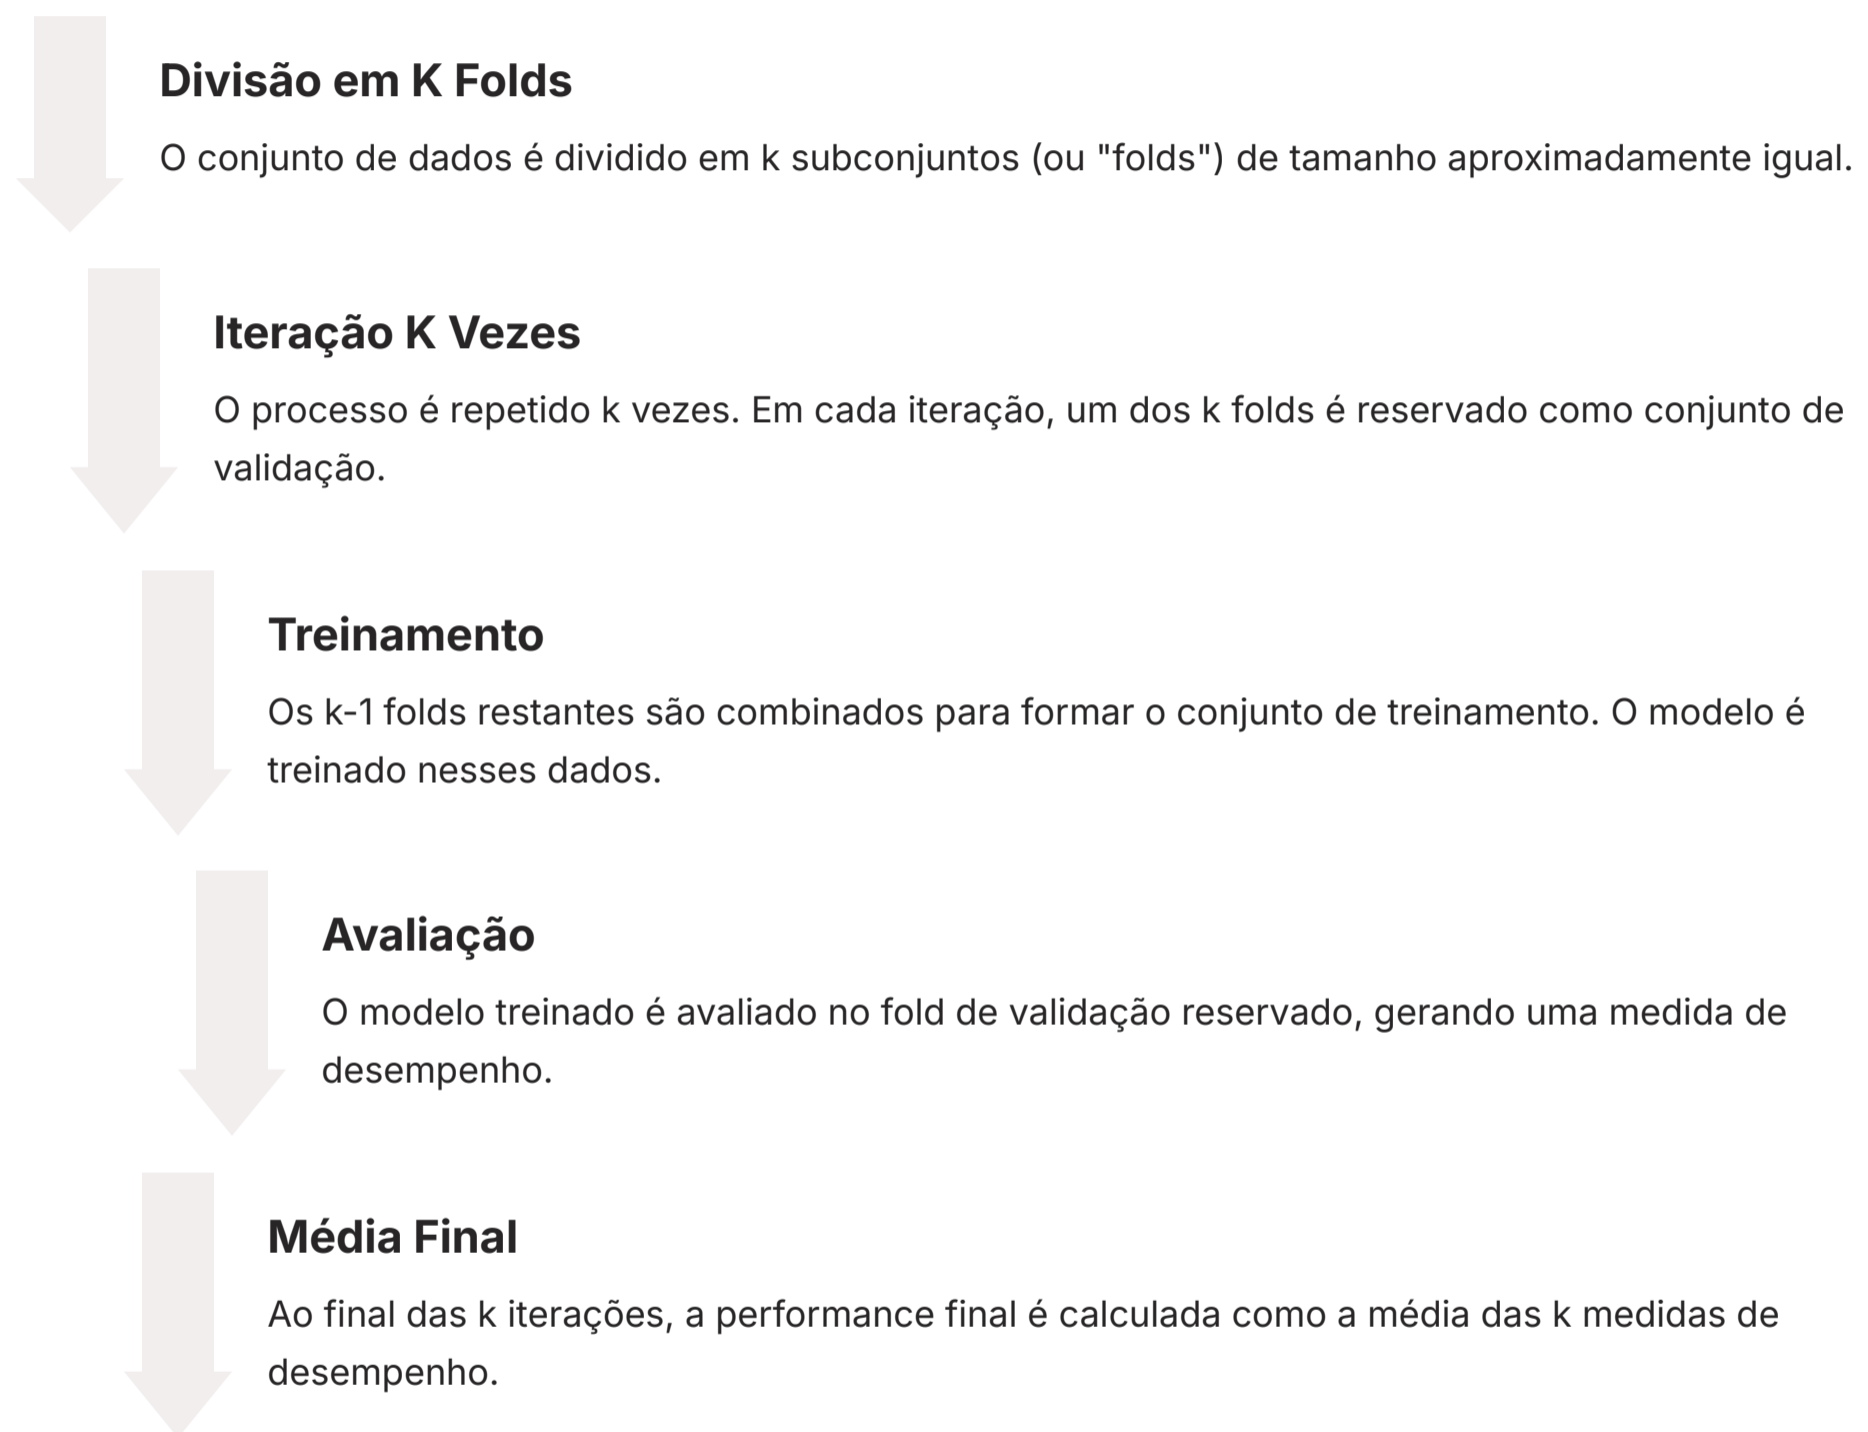 Divisão em K Folds
O conjunto de dados é dividido em k subconjuntos (ou "folds") de tamanho aproximadamente igual.
Iteração K Vezes
O processo é repetido k vezes. Em cada iteração, um dos k folds é reservado como conjunto de
validação.
Treinamento
Os k-1 folds restantes são combinados para formar o conjunto de treinamento. O modelo é
treinado nesses dados.
Avaliação
O modelo treinado é avaliado no fold de validação reservado, gerando uma medida de
desempenho.
Média Final
Ao final das k iterações, a performance final é calculada como a média das k medidas de
desempenho.